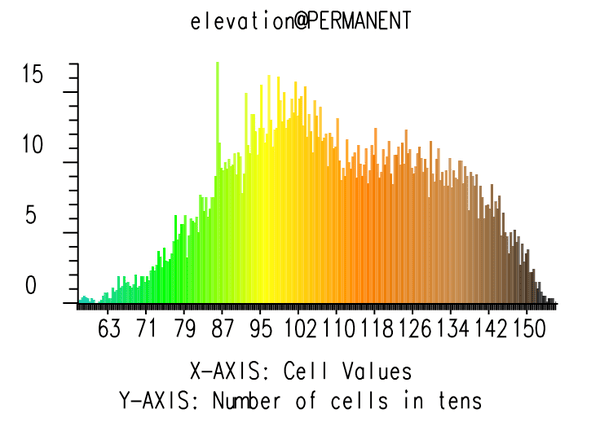 elevation@PERMANENT
15
10
5
0
63 71 79 87 95 102 110 118 126 134 142 150
X-AXIS: Cell Values
Y-AXIS: Number of cells in tens